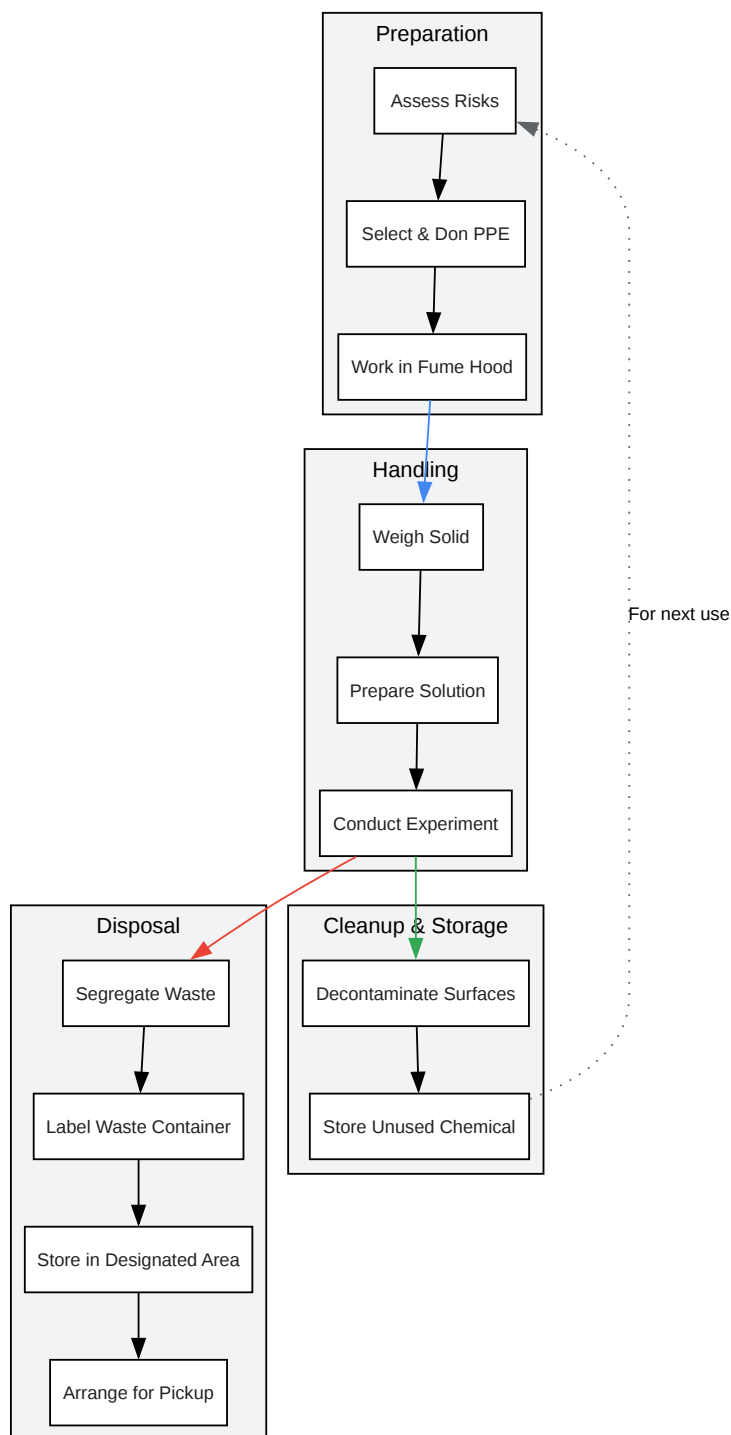 Preparation
Assess Risks
Select & Don PPE
Work in Fume Hood
Handling
Weigh Solid
For next use
Prepare Solution
Conduct Experiment
Disposal
Segregate Waste
Label Waste Container
Store in Designated Area
Arrange for Pickup
Cleanup & Storage
Decontaminate Surfaces
Store Unused Chemical